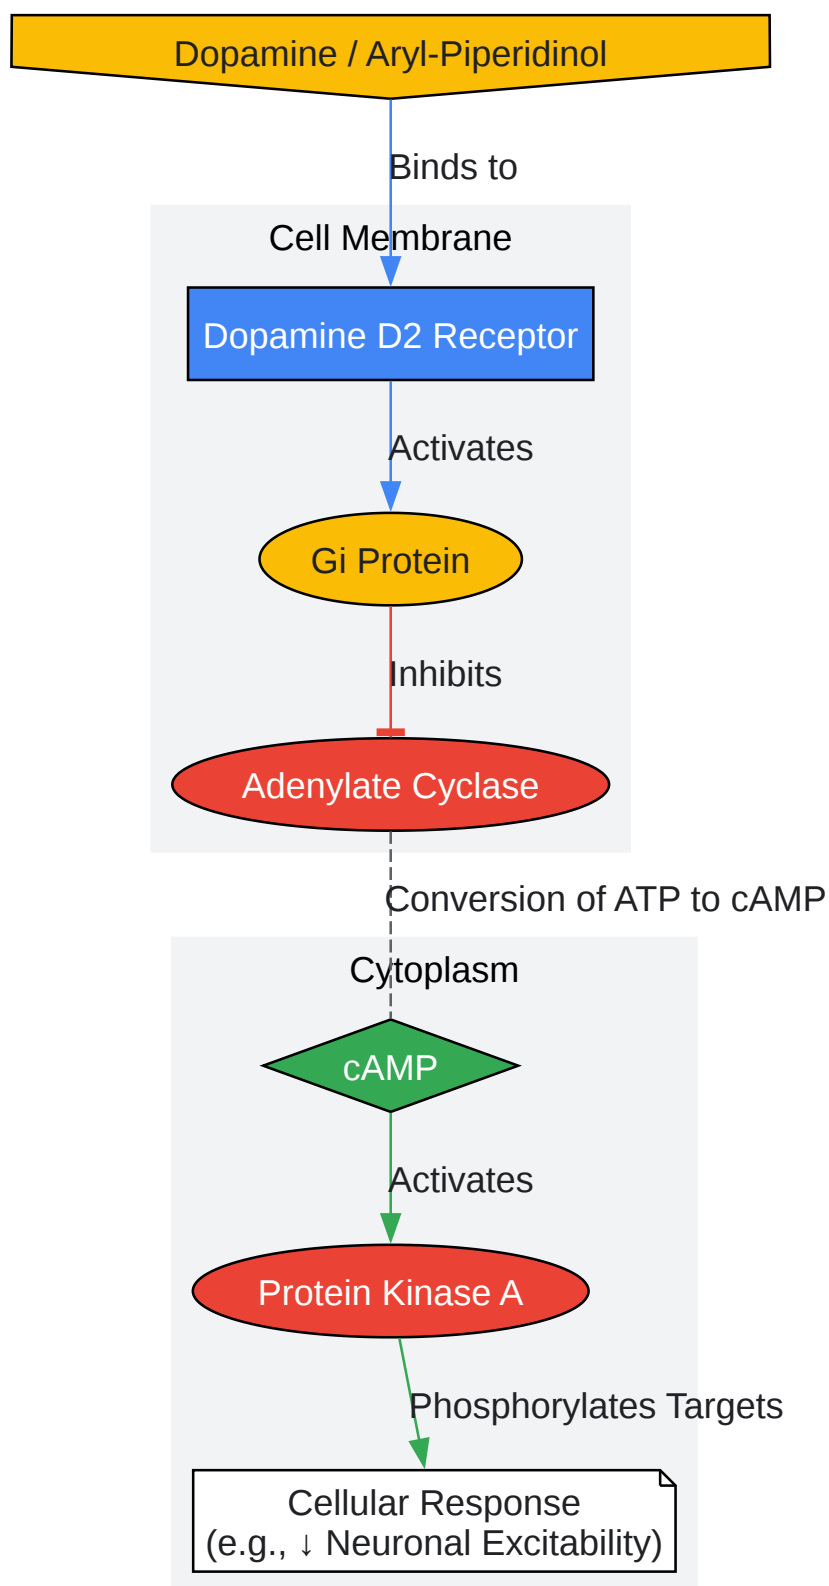 Dopamine / Aryl-Piperidinol
Binds to
Cell Membrane
Dopamine D2 Receptor
Activates
Gi Protein
Inhibits
Adenylate Cyclase
Conversion of ATP to cAMP
Cytoplasm
cAMP
Activates
Protein Kinase A
Phosphorylates Targets
Cellular Response
(e.g., ↓ Neuronal Excitability)